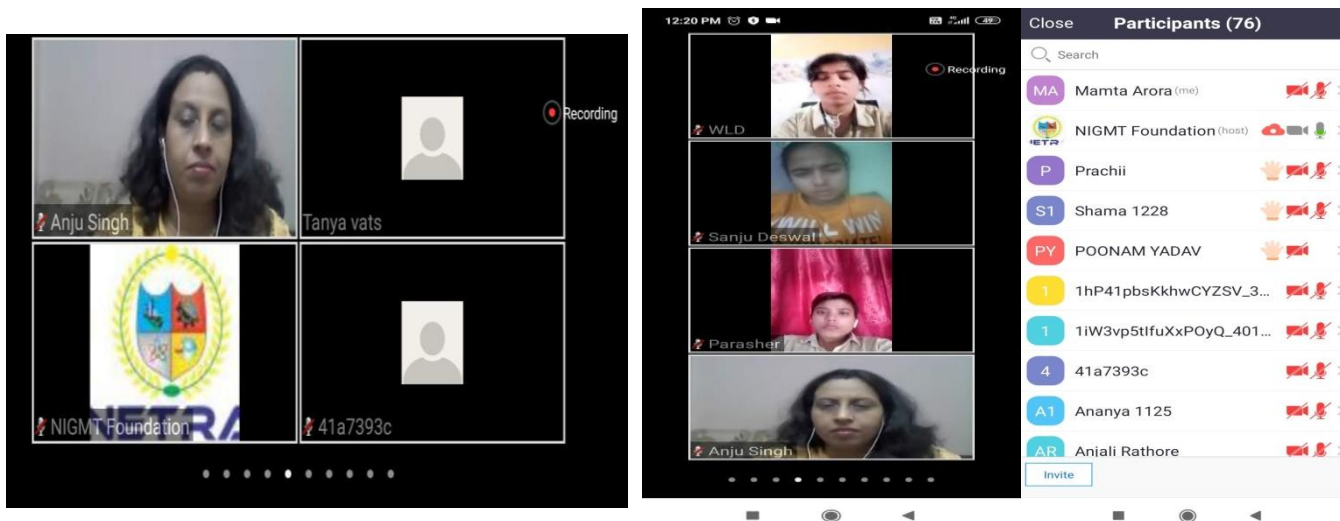 Recording
Anju Singh
Tanya vats
NETRA
NIGMT Foundation
41a7393c
12:20 PM
49
Recording
WLD
Sanju Deswal
Parasher
Anju Singh
Close Participants (76)
Search
MA Mamta Arora (me)
NIGMT Foundation (host)
P Prachii
S1 Shama 1228
PY POONAM YADAV
1 1hP41pbsKkhwCYZSV_3...
1 1iW3vp5tIfuXxPOyQ_401...
4 41a7393c
A1 Ananya 1125
AR Anjali Rathore
Invite